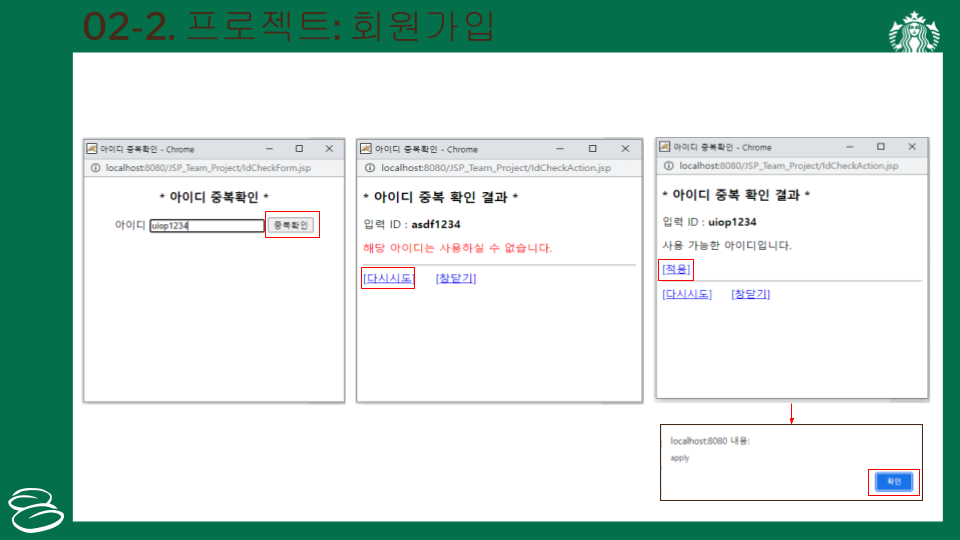 02-2. 프로젝트: 회원가입
아이디 중복확인 - Chrome
localhost:8080/JSP_Team_Project/IdCheckForm.jsp
* 아이디 중복확인 *
아이디 uiop1234 중복확인
아이디 중복확인 - Chrome
localhost:8080/JSP_Team_Project/IdCheckAction.jsp
* 아이디 중복 확인 결과 *
입력 ID : asdf1234
해당 아이디는 사용하실 수 없습니다.
[다시시도] [창닫기]
아이디 중복확인 - Chrome
localhost:8080/JSP_Team_Project/IdCheckAction.jsp
* 아이디 중복 확인 결과 *
입력 ID : uiop1234
사용 가능한 아이디입니다.
[적용]
[다시시도] [창닫기]
localhost:8080 내용:
apply
확인